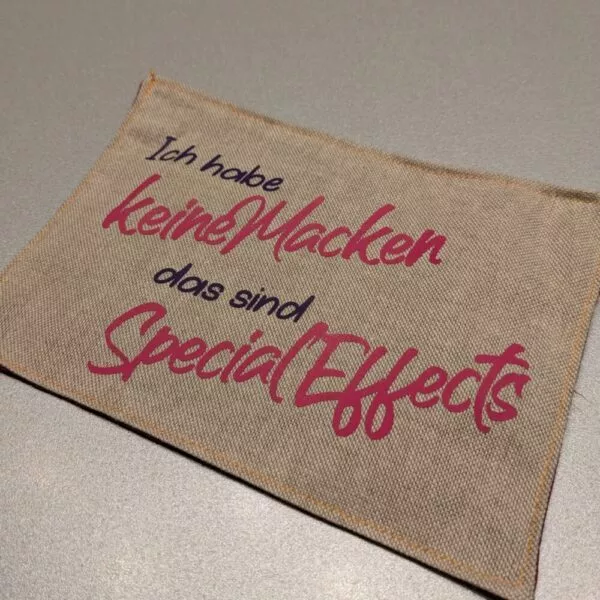 Ich habe
keine Macken
das sind
Special Effects